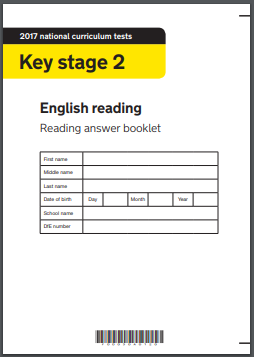 2017 national curriculum tests
Key stage 2
English reading
Reading answer booklet
First name
Middle name
Last name
Date of birth Day Month Year
School name
DfE number